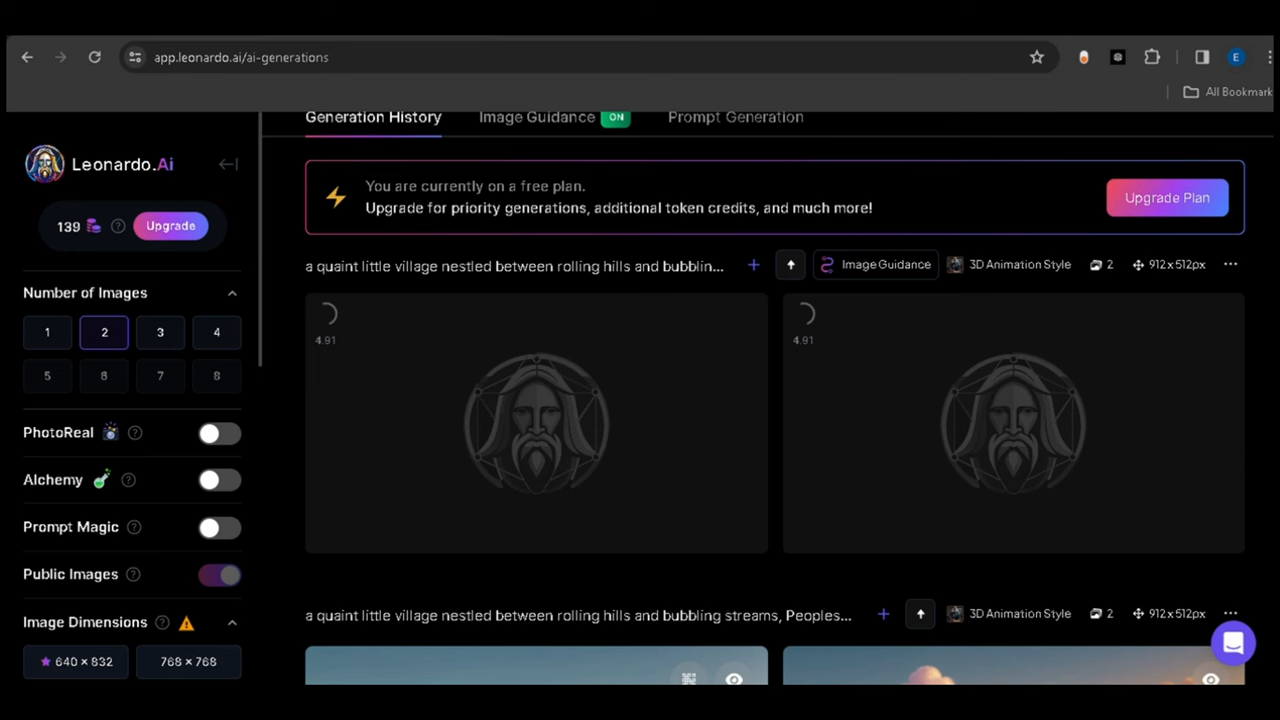 app.leonardo.ai/ai-generations
E
All Bookmark
Generation History
Image Guidance
ON
Prompt Generation
Leonardo.Ai
139
Upgrade
You are currently on a free plan.
Upgrade for priority generations, additional token credits, and much more!
Upgrade Plan
a quaint little village nestled between rolling hills and bubblin...
Image Guidance
3D Animation Style
2
912x512px
Number of Images
1
2
3
4
5
6
7
8
4.91
4.91
PhotoReal
Alchemy
Prompt Magic
Public Images
Image Dimensions
640 × 832
768 × 768
a quaint little village nestled between rolling hills and bubbling streams, Peoples...
3D Animation Style
2
912x512px